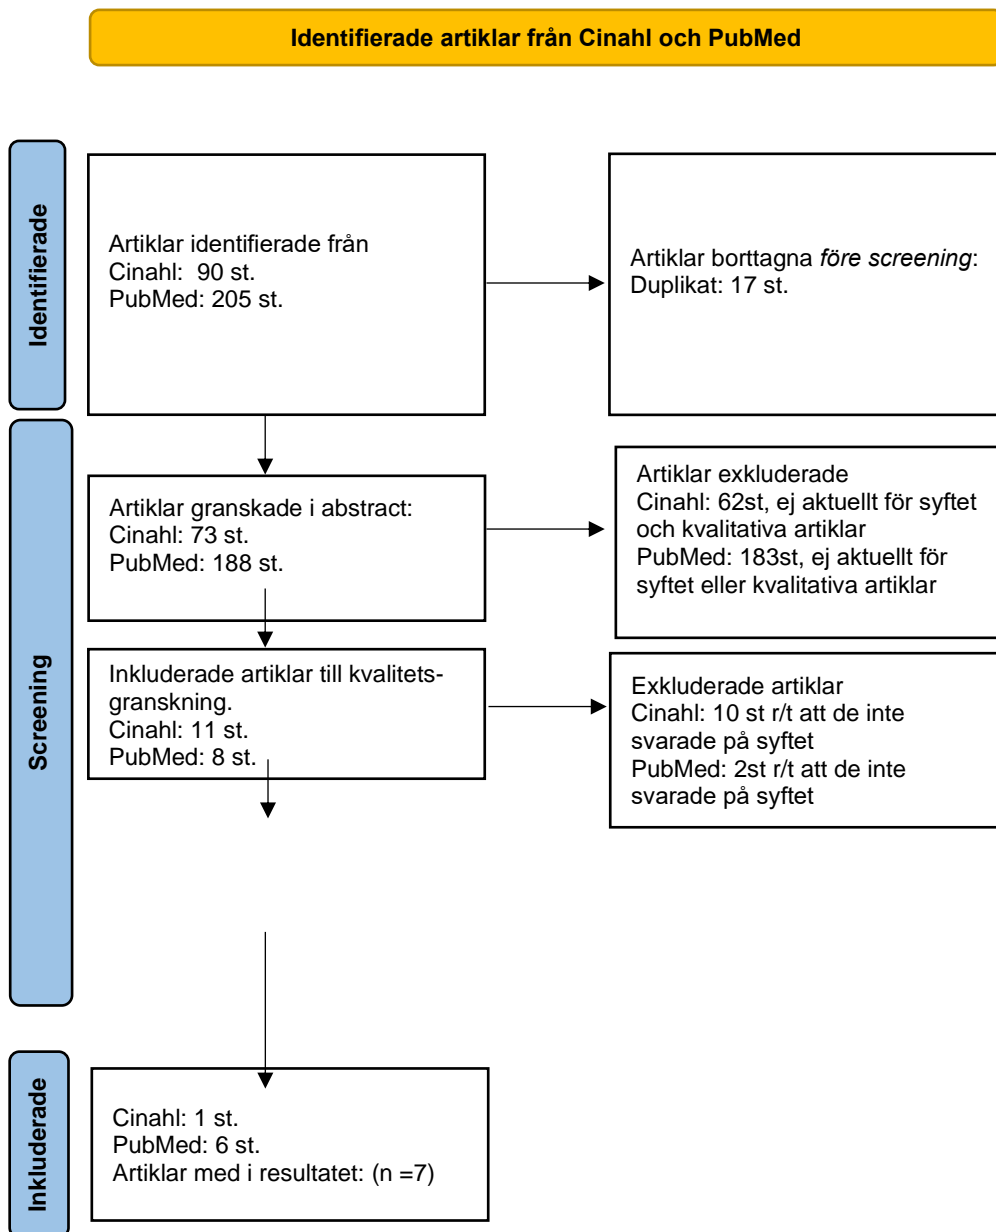 Identifierade artiklar från Cinahl och PubMed
Identifierade
Artiklar identifierade från
Cinahl:  90 st.
PubMed: 205 st.
Artiklar borttagna före screening:
Duplikat: 17 st.
Screening
Artiklar granskade i abstract:
Cinahl: 73 st.
PubMed: 188 st.
Artiklar exkluderade
Cinahl: 62st, ej aktuellt för syftet
och kvalitativa artiklar
PubMed: 183st, ej aktuellt för
syftet eller kvalitativa artiklar
Inkluderade artiklar till kvalitets-
granskning.
Cinahl: 11 st.
PubMed: 8 st.
Exkluderade artiklar
Cinahl: 10 st r/t att de inte
svarade på syftet
PubMed: 2st r/t att de inte
svarade på syftet
Inkluderade
Cinahl: 1 st.
PubMed: 6 st.
Artiklar med i resultatet: (n =7)